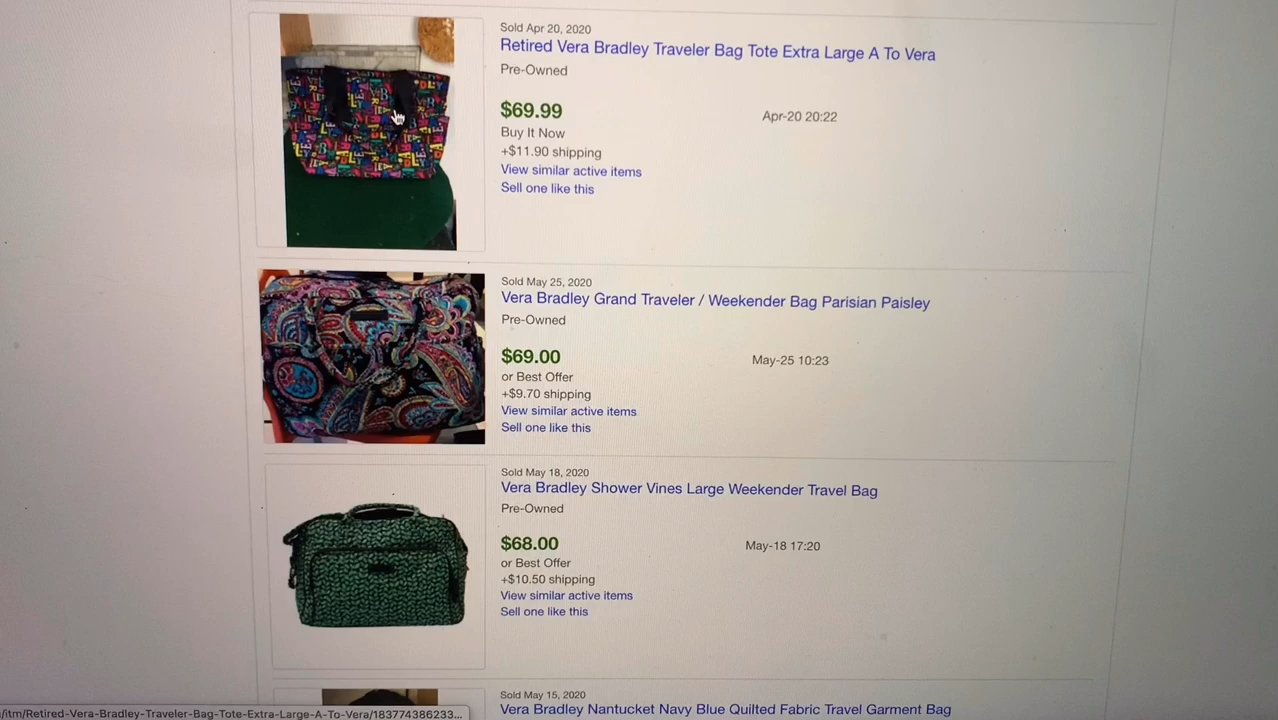 Sold Apr 20, 2020
Retired Vera Bradley Traveler Bag Tote Extra Large A To Vera
Pre-Owned
$69.99
Apr-20 20:22
Buy It Now
+$11.90 shipping
View similar active items
Sell one like this
Sold May 25, 2020
Vera Bradley Grand Traveler / Weekender Bag Parisian Paisley
Pre-Owned
$69.00
May-25 10:23
or Best Offer
+$9.70 shipping
View similar active items
Sell one like this
Sold May 18, 2020
Vera Bradley Shower Vines Large Weekender Travel Bag
Pre-Owned
$68.00
May-18 17:20
or Best Offer
+$10.50 shipping
View similar active items
Sell one like this
Sold May 15, 2020
Vera Bradley Nantucket Navy Blue Quilted Fabric Travel Garment Bag
/itm/Retired-Vera-Bradley-Traveler-Bag-Tote-Extra-Large-A-To-Vera/183774386233...